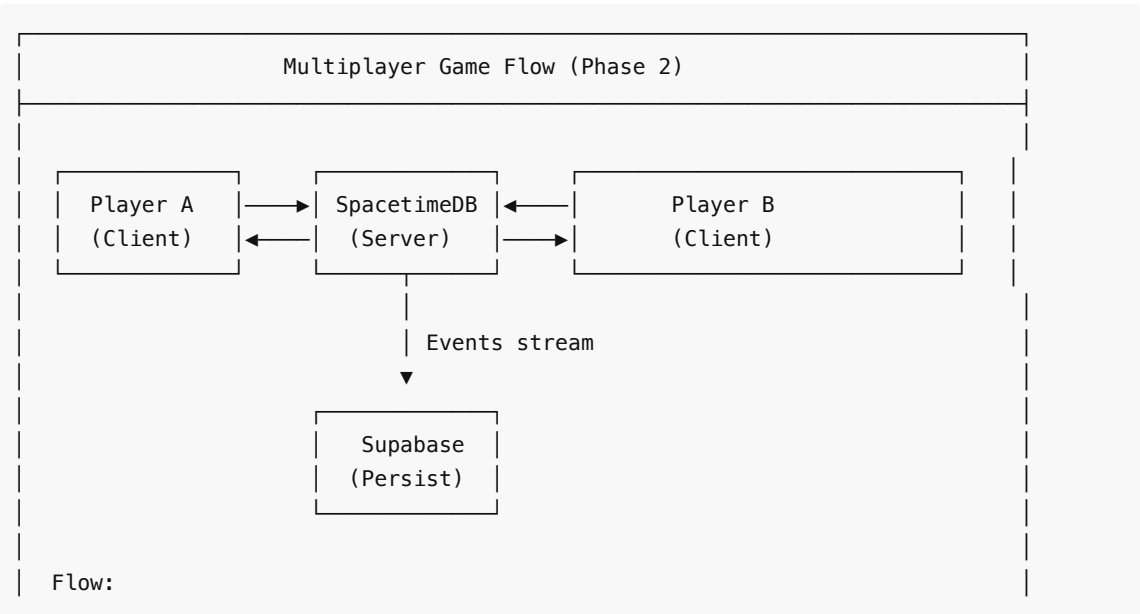 Multiplayer Game Flow (Phase 2)
Player A SpacetimeDB Player B
(Client) (Server) (Client)
Events stream
Supabase
(Persist)
Flow: